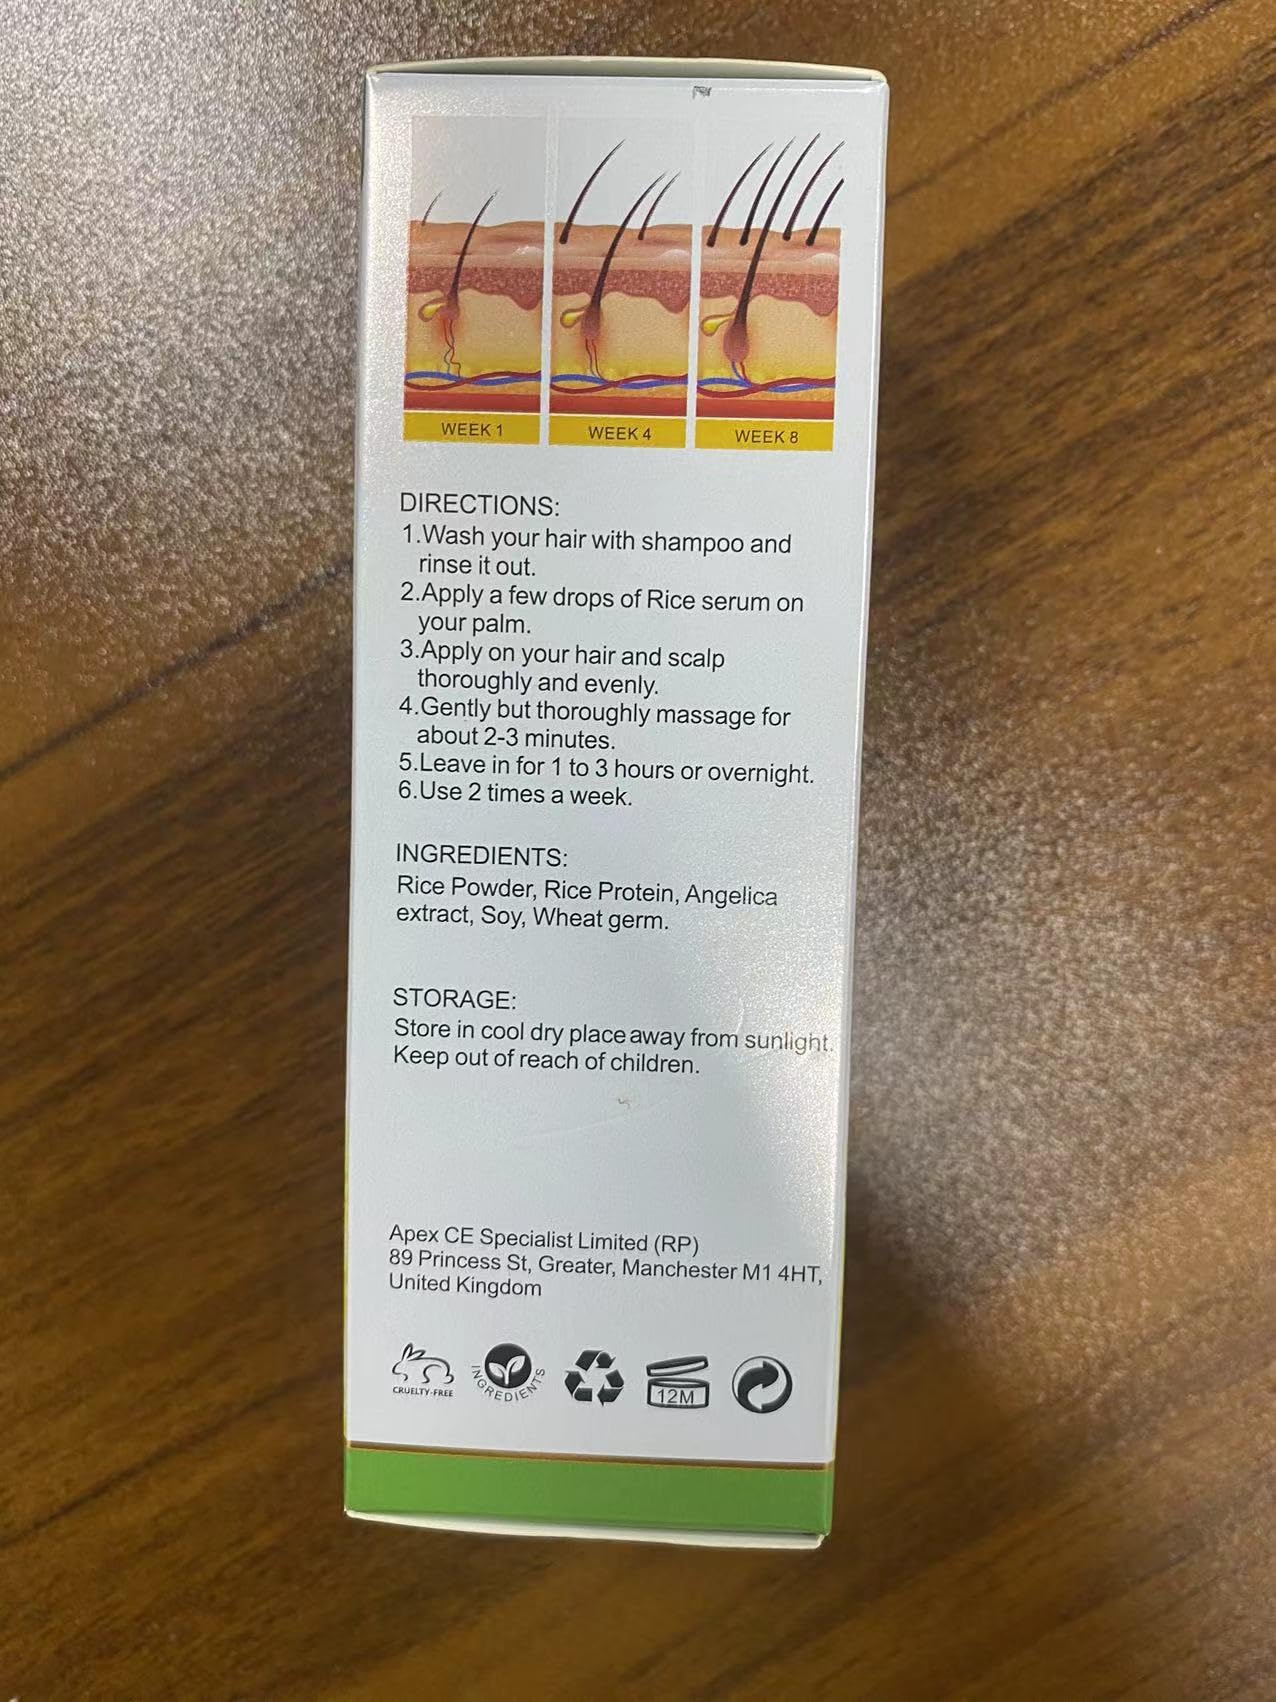 WEEK 1
WEEK 4
WEEK 8
DIRECTIONS:
1.Wash your hair with shampoo and
rinse it out.
2.Apply a few drops of Rice serum on
your palm.
3.Apply on your hair and scalp
thoroughly and evenly.
4.Gently but thoroughly massage for
about 2-3 minutes.
5.Leave in for 1 to 3 hours or overnight.
6.Use 2 times a week.
INGREDIENTS:
Rice Powder, Rice Protein, Angelica
extract, Soy, Wheat germ.
STORAGE:
Store in cool dry place away from sunlight.
Keep out of reach of children.
Apex CE Specialist Limited (RP)
89 Princess St, Greater, Manchester M1 4HT,
United Kingdom
CRUELTY-FREE
INGREDIENTS
12M